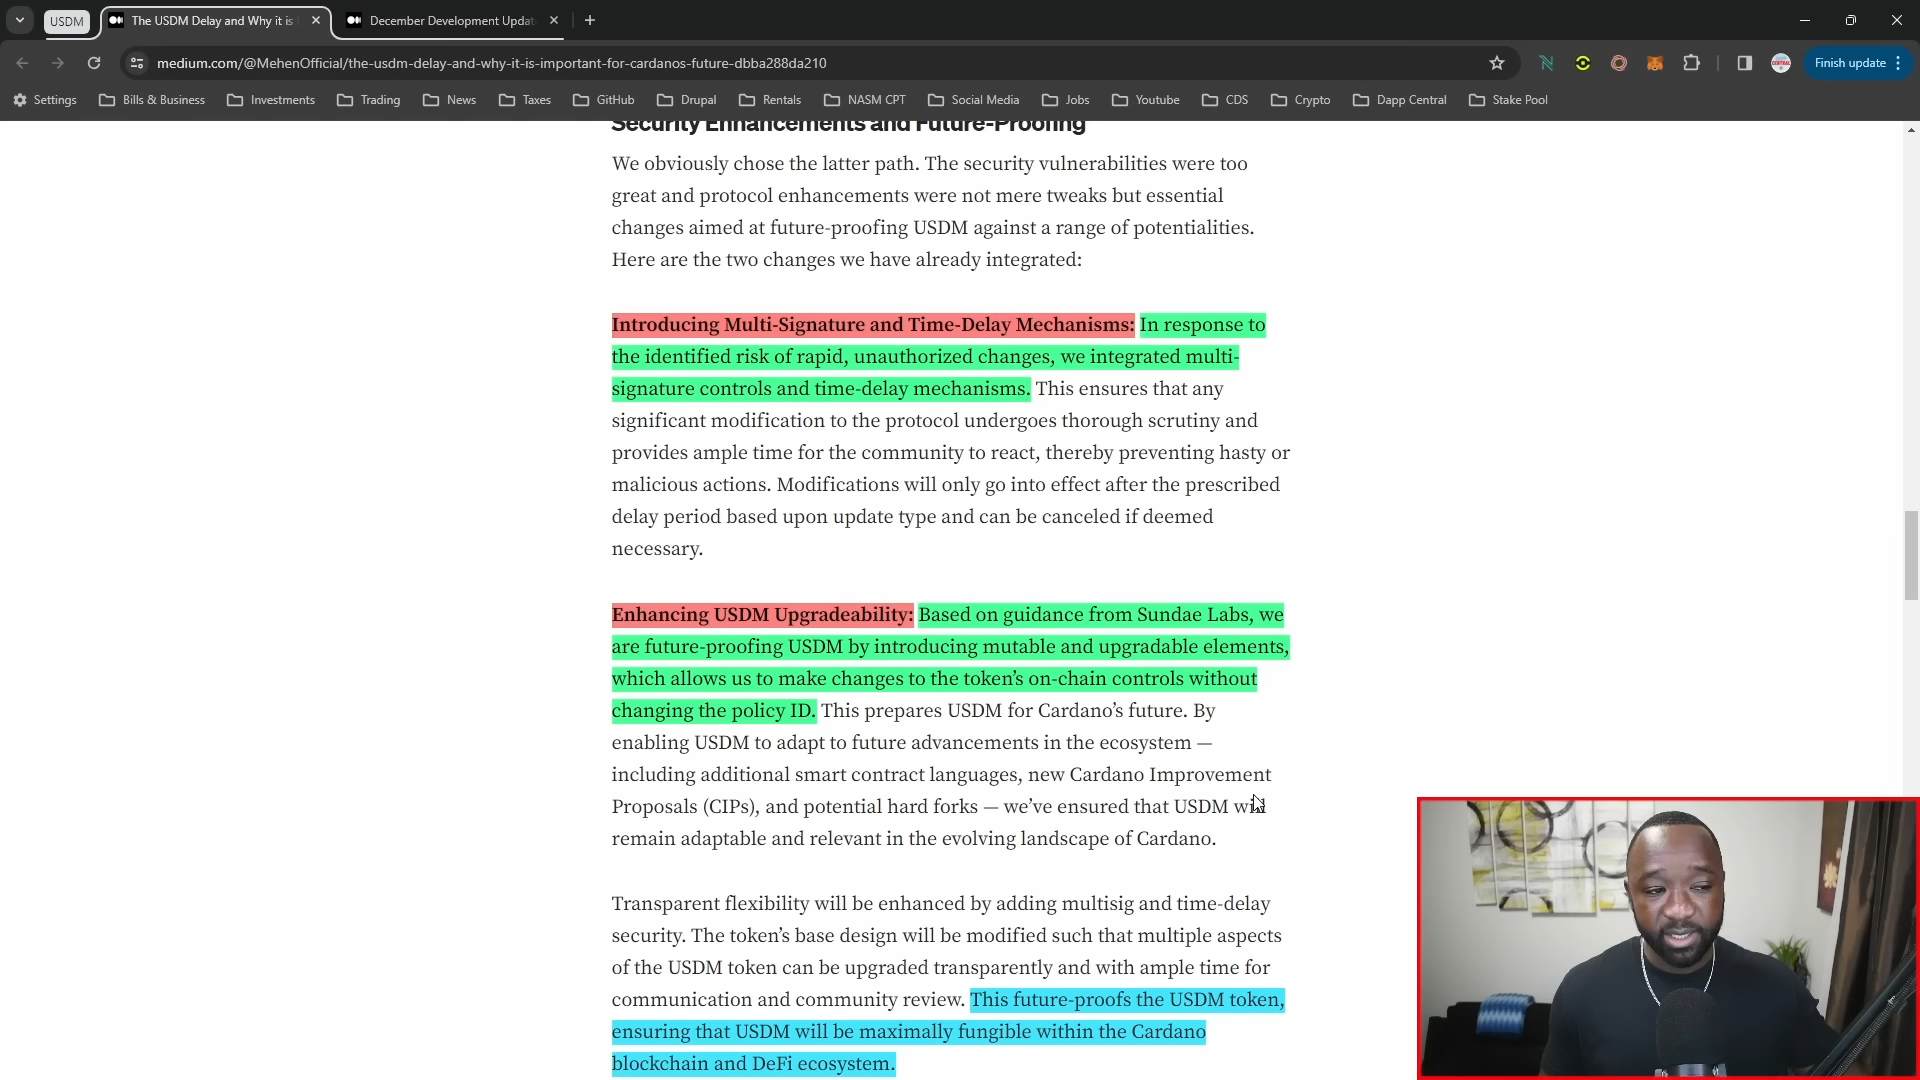 USDM
The USDM Delay and Why it is
December Development Updat
medium.com/@MehenOfficial/the-usdm-delay-and-why-it-is-important-for-cardanos-future-dbba288da210
Finish update
Settings
Bills & Business
Investments
Trading
News
Taxes
GitHub
Drupal
Rentals
NASM CPT
Social Media
Jobs
Youtube
CDS
Crypto
Dapp Central
Stake Pool
Security Enhancements and Future-Proofing
We obviously chose the latter path. The security vulnerabilities were too
great and protocol enhancements were not mere tweaks but essential
changes aimed at future-proofing USDM against a range of potentialities.
Here are the two changes we have already integrated:
Introducing Multi-Signature and Time-Delay Mechanisms: In response to
the identified risk of rapid, unauthorized changes, we integrated multi-
signature controls and time-delay mechanisms. This ensures that any
significant modification to the protocol undergoes thorough scrutiny and
provides ample time for the community to react, thereby preventing hasty or
malicious actions. Modifications will only go into effect after the prescribed
delay period based upon update type and can be canceled if deemed
necessary.
Enhancing USDM Upgradeability: Based on guidance from Sundae Labs, we
are future-proofing USDM by introducing mutable and upgradable elements,
which allows us to make changes to the token’s on-chain controls without
changing the policy ID. This prepares USDM for Cardano’s future. By
enabling USDM to adapt to future advancements in the ecosystem —
including additional smart contract languages, new Cardano Improvement
Proposals (CIPs), and potential hard forks — we’ve ensured that USDM will
remain adaptable and relevant in the evolving landscape of Cardano.
Transparent flexibility will be enhanced by adding multisig and time-delay
security. The token’s base design will be modified such that multiple aspects
of the USDM token can be upgraded transparently and with ample time for
communication and community review. This future-proofs the USDM token,
ensuring that USDM will be maximally fungible within the Cardano
blockchain and DeFi ecosystem.